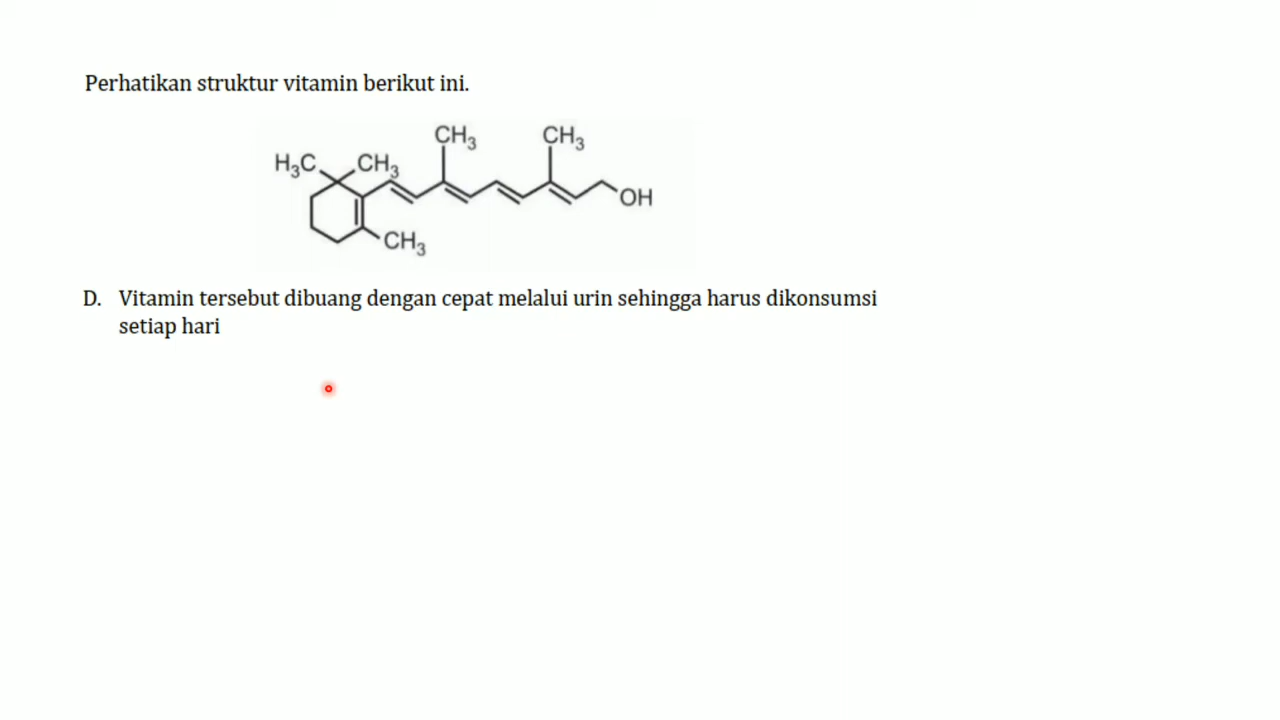 Perhatikan struktur vitamin berikut ini.
CH₃ CH₃
H₃C CH₃
OH
CH₃
D. Vitamin tersebut dibuang dengan cepat melalui urin sehingga harus dikonsumsi
setiap hari